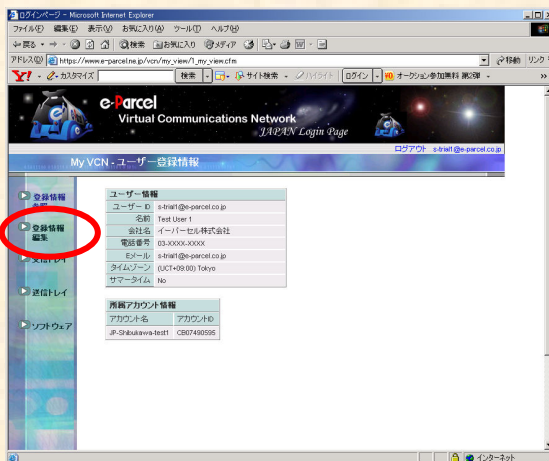 ログインページ - Microsoft Internet Explorer
ファイル(F) 編集(E) 表示(V) お気に入り(A) ツール(T) ヘルプ(H)
戻る 検索 お気に入り メディア
アドレス(D) https://www.e-parcel.ne.jp/vcn/my_view/1_my_view.cfm 移動 リンク
Y! カスタマイズ 検索 サイト検索 ハイライト ログイン オークション参加無料 第2弾
e-Parcel
Virtual Communications Network
JAPAN Login Page
ログアウト s-trial1@e-parcel.co.jp
My VCN - ユーザー登録情報
登録情報
登録情報
編集
受信トレイ
送信トレイ
ソフトウェア
ユーザー情報
ユーザー ID s-trial1@e-parcel.co.jp
名前 Test User 1
会社名 イーパーセル株式会社
電話番号 03-XXXX-XXXX
Eメール s-trial1@e-parcel.co.jp
タイムゾーン (UCT+09:00) Tokyo
サマータイム No
所属アカウント情報
アカウント名 アカウントID
JP-Shibukawa-test1 CB07490595
インターネット